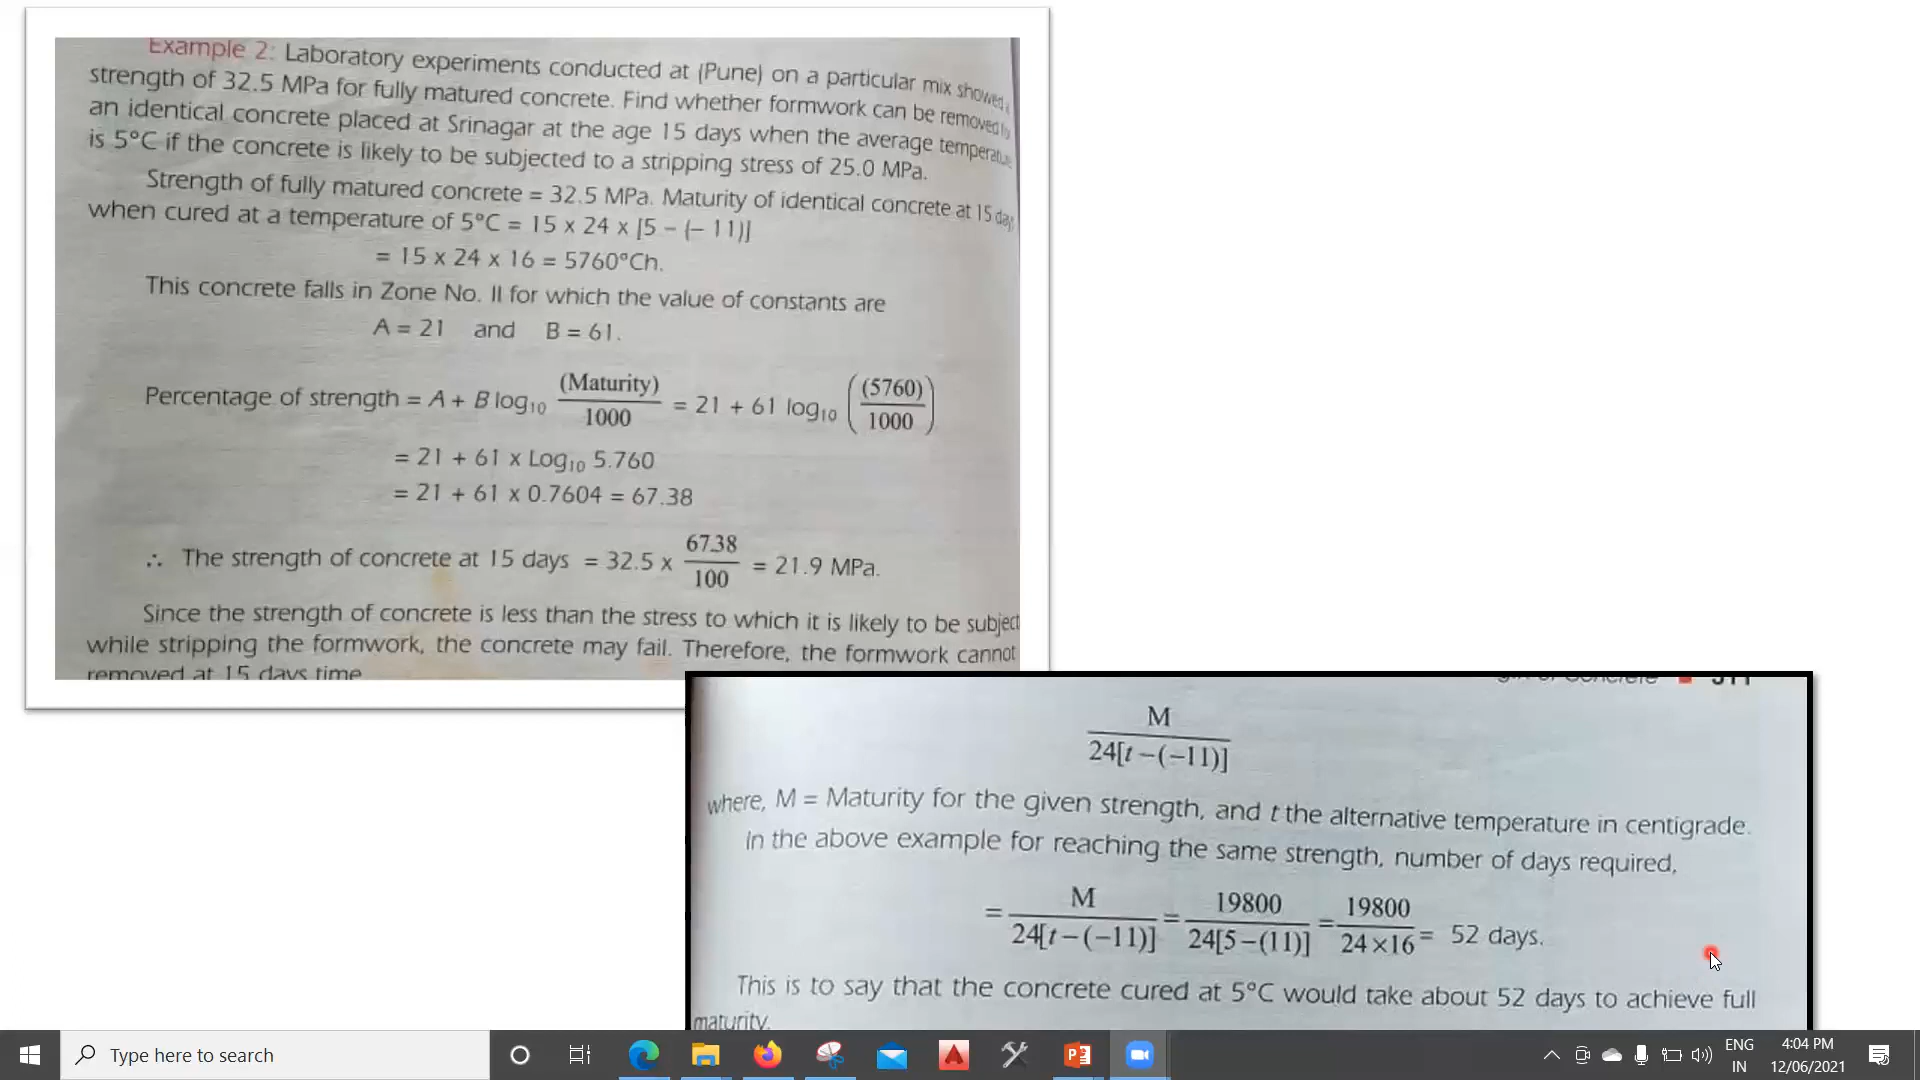 Example 2: Laboratory experiments conducted at (Pune) on a particular mix showed a
strength of 32.5 MPa for fully matured concrete. Find whether formwork can be removed
an identical concrete placed at Srinagar at the age 15 days when the average temperature
is 5°C if the concrete is likely to be subjected to a stripping stress of 25.0 MPa.
Strength of fully matured concrete = 32.5 MPa. Maturity of identical concrete at 15 day
when cured at a temperature of 5°C = 15 x 24 x [5 – (– 11)]
= 15 x 24 x 16 = 5760°Ch.
This concrete falls in Zone No. II for which the value of constants are
A = 21 and B = 61.
Percentage of strength = A + B log₁₀ (Maturity)/1000 = 21 + 61 log₁₀ ((5760)/1000)
= 21 + 61 x Log₁₀ 5.760
= 21 + 61 x 0.7604 = 67.38
∴ The strength of concrete at 15 days = 32.5 x 67.38/100 = 21.9 MPa.
Since the strength of concrete is less than the stress to which it is likely to be subject
while stripping the formwork, the concrete may fail. Therefore, the formwork cannot
removed at 15 days time
of Concrete ■ 311
M/24[t–(–11)]
where, M = Maturity for the given strength, and t the alternative temperature in centigrade.
In the above example for reaching the same strength, number of days required,
= M/24[t–(–11)] = 19800/24[5–(11)] = 19800/24×16 = 52 days.
This is to say that the concrete cured at 5°C would take about 52 days to achieve full
maturity.
Type here to search
ENG
IN
4:04 PM
12/06/2021